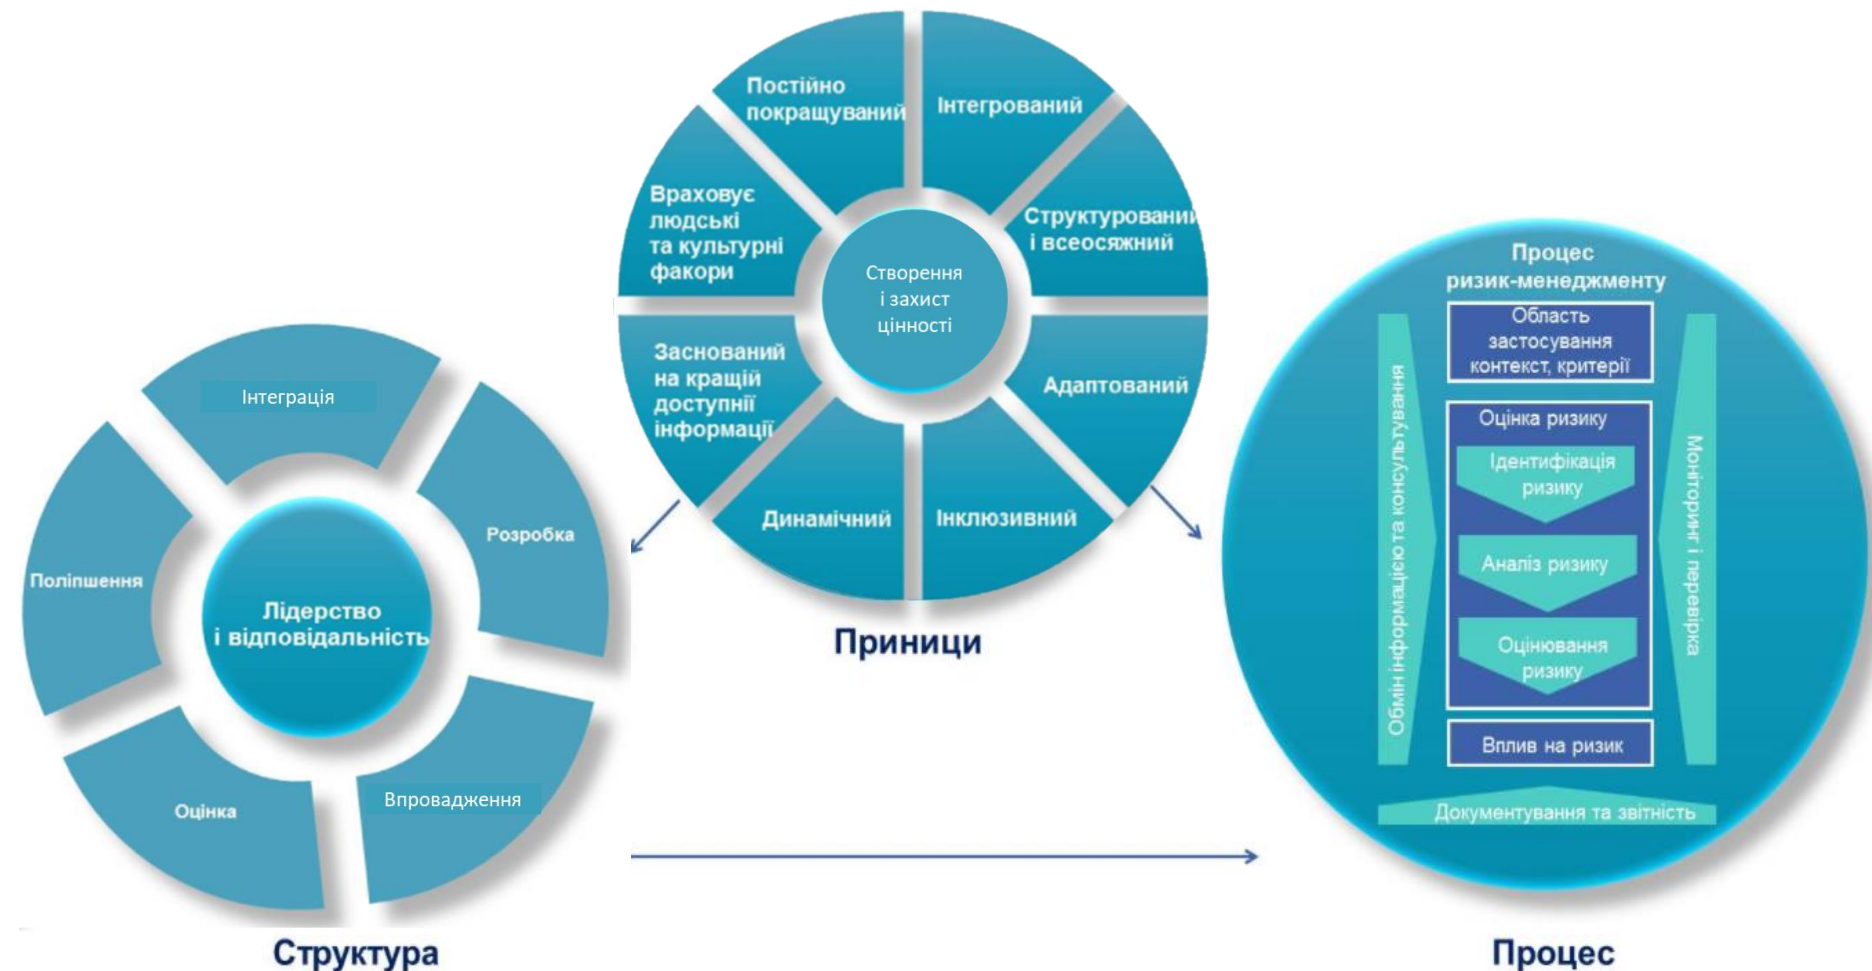 Постійно
покращуваний
Інтегрований
Структурований
і всеосяжний
Адаптований
Інклюзивний
Динамічний
Заснований
на кращій
доступнії
інформації
Враховує
людські
та культурні
факори
Створення
і захист
цінності
Приници
Інтеграція
Розробка
Впровадження
Оцінка
Поліпшення
Лідерство
і відповідальність
Структура
Процес
ризик-менеджменту
Область
застосування
контекст, критерії
Оцінка ризику
Ідентифікація
ризику
Аналіз ризику
Оцінювання
ризику
Вплив на ризик
Обмін інформацією та консультування
Моніторинг і перевірка
Документування та звітність
Процес